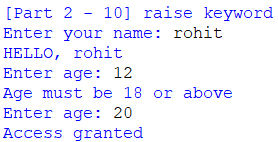 [Part 2 - 10] raise keyword
Enter your name: rohit
HELLO, rohit
Enter age: 12
Age must be 18 or above
Enter age: 20
Access granted